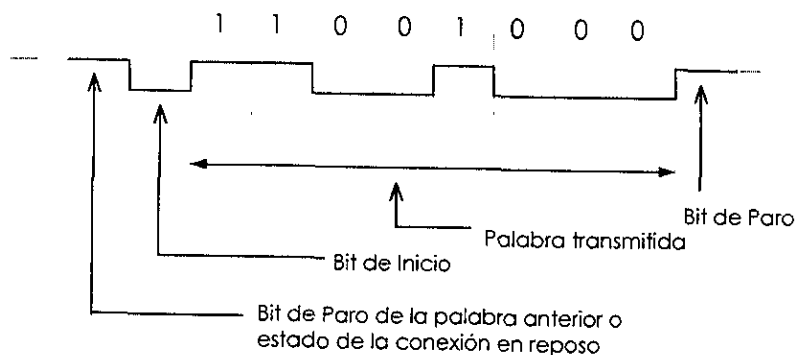 1 1 0 0 1 0 0 0
Bit de Paro
Palabra transmitida
Bit de Inicio
Bit de Paro de la palabra anterior o
estado de la conexión en reposo